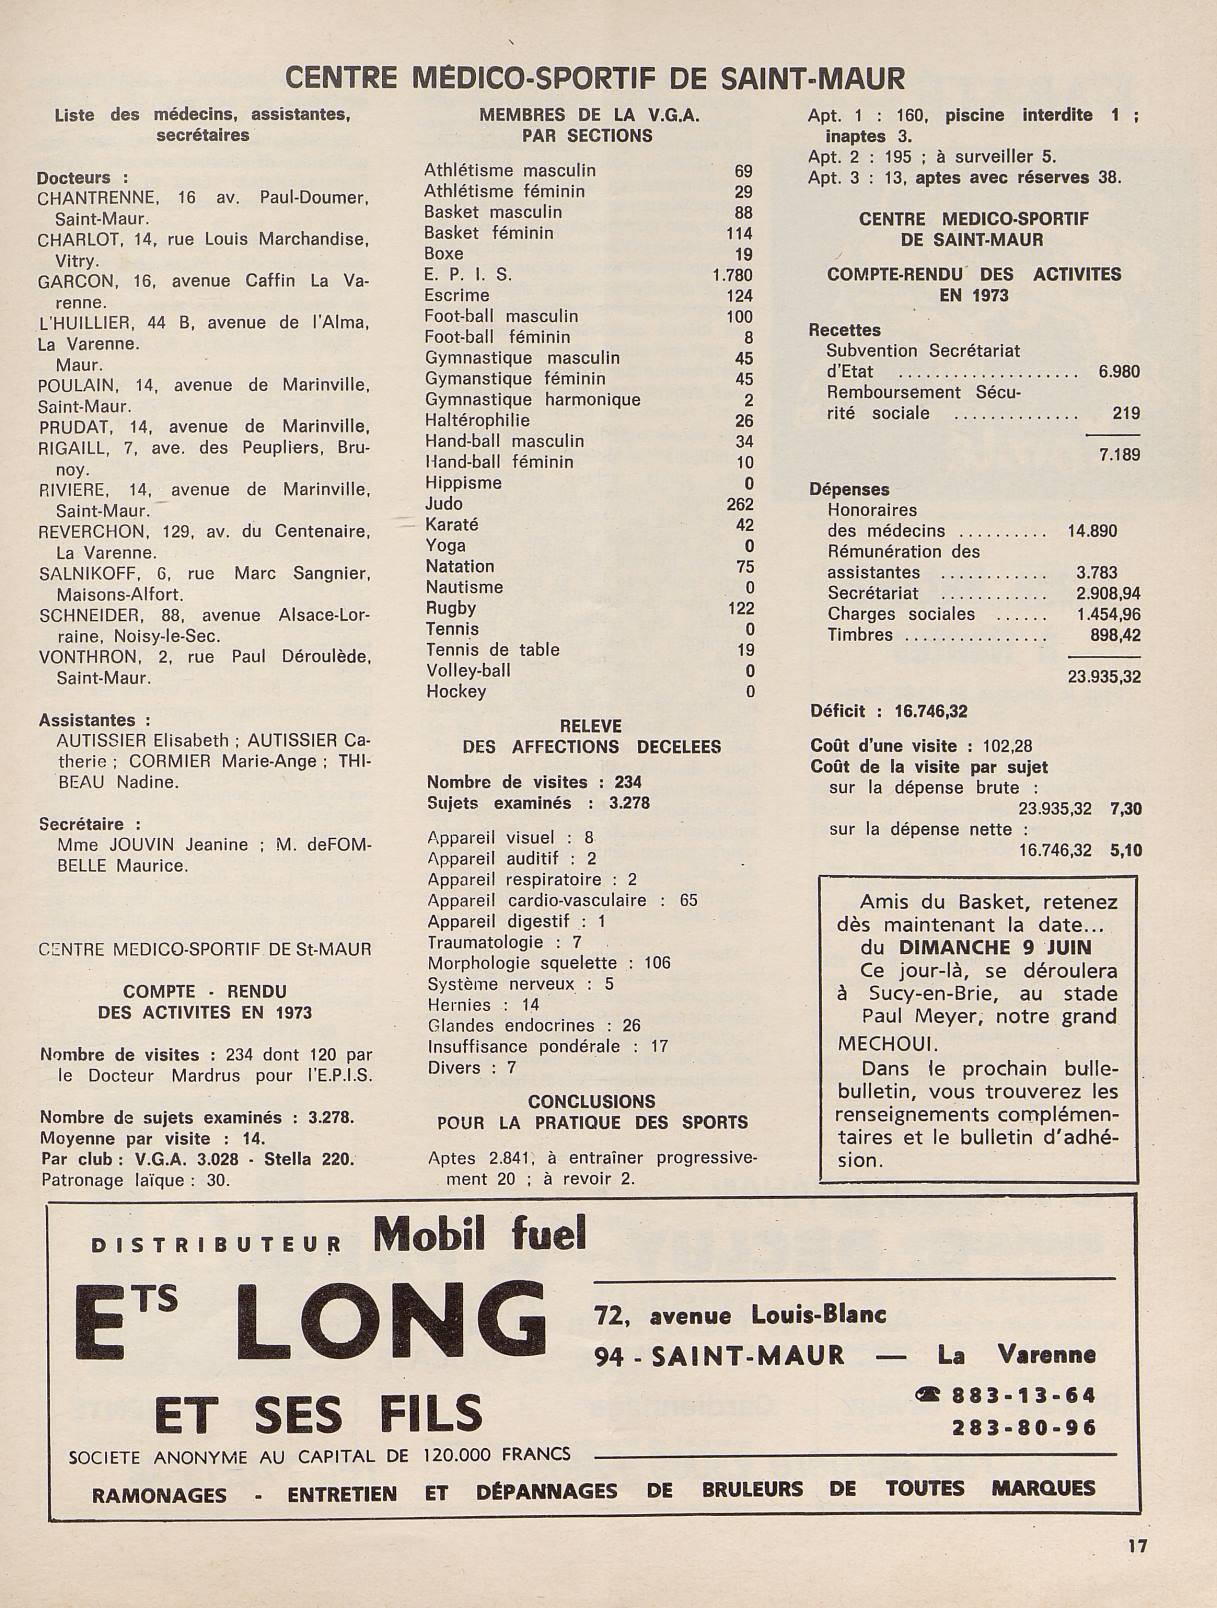 CENTRE MÉDICO-SPORTIF DE SAINT-MAUR
Liste des médecins, assistantes,
secrétaires
Docteurs :
CHANTRENNE, 16 av. Paul-Doumer,
Saint-Maur.
CHARLOT, 14, rue Louis Marchandise,
Vitry.
GARCON, 16, avenue Caffin La Va-
renne.
L'HUILLIER, 44 B, avenue de l'Alma,
La Varenne.
Maur.
POULAIN, 14, avenue de Marinville,
Saint-Maur.
PRUDAT, 14, avenue de Marinville,
RIGAILL, 7, ave. des Peupliers, Bru-
noy.
RIVIERE, 14, avenue de Marinville,
Saint-Maur.
REVERCHON, 129, av. du Centenaire,
La Varenne.
SALNIKOFF, 6, rue Marc Sangnier,
Maisons-Alfort.
SCHNEIDER, 88, avenue Alsace-Lor-
raine, Noisy-le-Sec.
VONTHRON, 2, rue Paul Déroulède,
Saint-Maur.
Assistantes :
AUTISSIER Elisabeth ; AUTISSIER Ca-
therie ; CORMIER Marie-Ange ; THI-
BEAU Nadine.
Secrétaire :
Mme JOUVIN Jeanine ; M. deFOM-
BELLE Maurice.
CENTRE MEDICO-SPORTIF DE St-MAUR
COMPTE - RENDU
DES ACTIVITES EN 1973
Nombre de visites : 234 dont 120 par
le Docteur Mardrus pour l'E.P.I.S.
Nombre de sujets examinés : 3.278.
Moyenne par visite : 14.
Par club : V.G.A. 3.028 - Stella 220.
Patronage laïque : 30.
MEMBRES DE LA V.G.A.
PAR SECTIONS
Athlétisme masculin 69
Athlétisme féminin 29
Basket masculin 88
Basket féminin 114
Boxe 19
E. P. I. S. 1.780
Escrime 124
Foot-ball masculin 100
Foot-ball féminin 8
Gymnastique masculin 45
Gymanstique féminin 45
Gymnastique harmonique 2
Haltérophilie 26
Hand-ball masculin 34
Hand-ball féminin 10
Hippisme 0
Judo 262
Karaté 42
Yoga 0
Natation 75
Nautisme 0
Rugby 122
Tennis 0
Tennis de table 19
Volley-ball 0
Hockey 0
RELEVE
DES AFFECTIONS DECELEES
Nombre de visites : 234
Sujets examinés : 3.278
Appareil visuel : 8
Appareil auditif : 2
Appareil respiratoire : 2
Appareil cardio-vasculaire : 65
Appareil digestif : 1
Traumatologie : 7
Morphologie squelette : 106
Système nerveux : 5
Hernies : 14
Glandes endocrines : 26
Insuffisance pondérale : 17
Divers : 7
CONCLUSIONS
POUR LA PRATIQUE DES SPORTS
Aptes 2.841, à entraîner progressive-
ment 20 ; à revoir 2.
Apt. 1 : 160, piscine interdite 1 ;
inaptes 3.
Apt. 2 : 195 ; à surveiller 5.
Apt. 3 : 13, aptes avec réserves 38.
CENTRE MEDICO-SPORTIF
DE SAINT-MAUR
COMPTE-RENDU DES ACTIVITES
EN 1973
Recettes
Subvention Secrétariat
d'Etat .................... 6.980
Remboursement Sécu-
rité sociale .............. 219
7.189
Dépenses
Honoraires
des médecins .......... 14.890
Rémunération des
assistantes ............ 3.783
Secrétariat ............ 2.908,94
Charges sociales ...... 1.454,96
Timbres ................ 898,42
23.935,32
Déficit : 16.746,32
Coût d'une visite : 102,28
Coût de la visite par sujet
sur la dépense brute :
23.935,32 7,30
sur la dépense nette :
16.746,32 5,10
Amis du Basket, retenez
dès maintenant la date...
du DIMANCHE 9 JUIN
Ce jour-là, se déroulera
à Sucy-en-Brie, au stade
Paul Meyer, notre grand
MECHOUI.
Dans le prochain bulle-
bulletin, vous trouverez les
renseignements complémen-
taires et le bulletin d'adhé-
sion.
DISTRIBUTEUR Mobil fuel
ETS LONG
ET SES FILS
SOCIETE ANONYME AU CAPITAL DE 120.000 FRANCS
72, avenue Louis-Blanc
94 - SAINT-MAUR — La Varenne
☎ 883-13-64
283-80-96
RAMONAGES - ENTRETIEN ET DÉPANNAGES DE BRULEURS DE TOUTES MARQUES
17